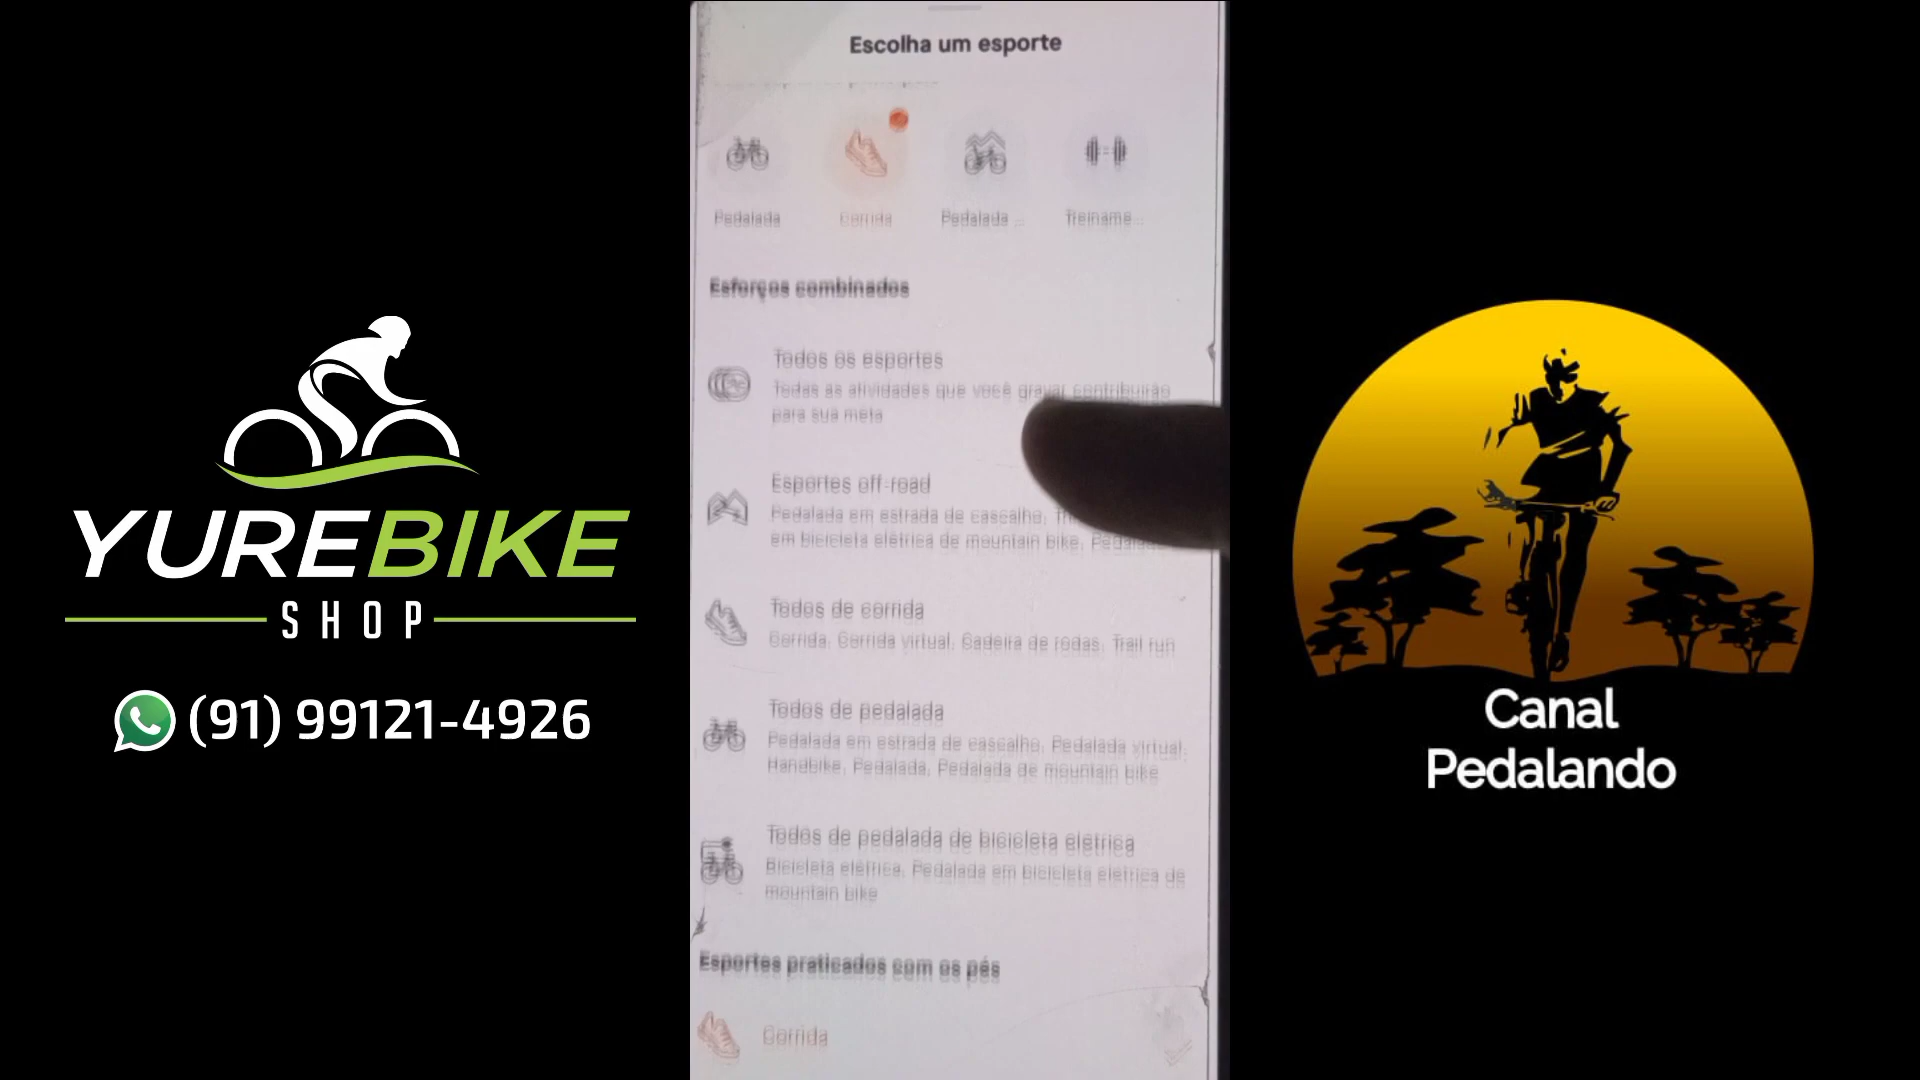 YUREBIKE
SHOP
(91) 99121-4926
Escolha um esporte
Pedalada
Corrida
Pedalada ...
Treiname...
Esforços combinados
Todos os esportes
Todas as atividades que você gravar contribuirão
para sua meta
Esportes off-road
Pedalada em estrada de cascalho,
em bicicleta elétrica de mountain bike, Pedalada
Todos de corrida
Corrida, Corrida virtual, Cadeira de rodas, Trail run
Todos de pedalada
Pedalada em estrada de cascalho, Pedalada virtual,
Handbike, Pedalada, Pedalada de mountain bike
Todos de pedalada de bicicleta elétrica
Bicicleta elétrica, Pedalada em bicicleta elétrica de
mountain bike
Esportes praticados com os pés
Corrida
Canal
Pedalando